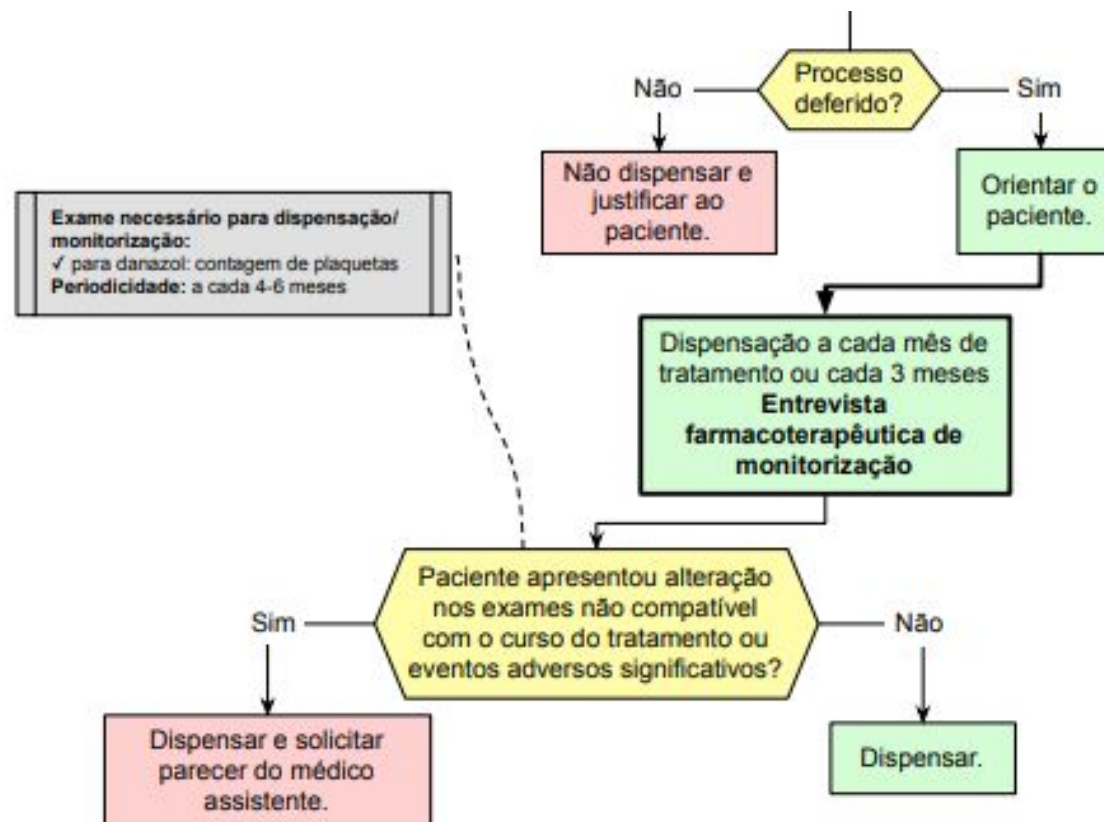 Processo
deferido?
Não
Sim
Não dispensar e
justificar ao
paciente.
Orientar o
paciente.
Exame necessário para dispensação/
monitorização:
✓ para danazol: contagem de plaquetas
Periodicidade: a cada 4-6 meses
Dispensação a cada mês de
tratamento ou cada 3 meses
Entrevista
farmacoterapêutica de
monitorização
Paciente apresentou alteração
nos exames não compatível
com o curso do tratamento ou
eventos adversos significativos?
Sim
Não
Dispensar e solicitar
parecer do médico
assistente.
Dispensar.